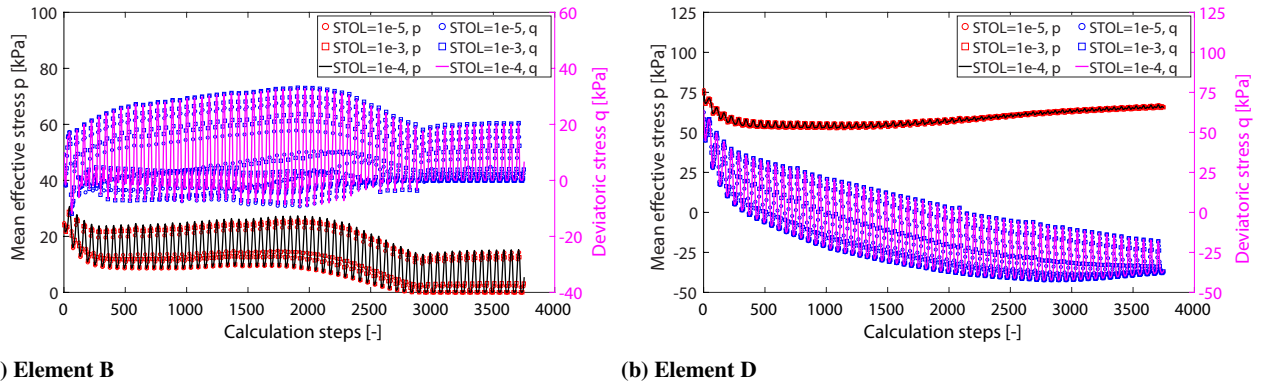 100
80
60
40
20
0
Mean effective stress p [kPa]
60
40
20
0
-20
-40
Deviatoric stress q [kPa]
STOL=1e-5, p
STOL=1e-5, q
STOL=1e-3, p
STOL=1e-3, q
STOL=1e-4, p
STOL=1e-4, q
0 500 1000 1500 2000 2500 3000 3500 4000
Calculation steps [-]
) Element B
125
100
75
50
25
0
-25
-50
Mean effective stress p [kPa]
125
100
75
50
25
0
-25
-50
Deviatoric stress q [kPa]
STOL=1e-5, p
STOL=1e-5, q
STOL=1e-3, p
STOL=1e-3, q
STOL=1e-4, p
STOL=1e-4, q
0 500 1000 1500 2000 2500 3000 3500 4000
Calculation steps [-]
(b) Element D